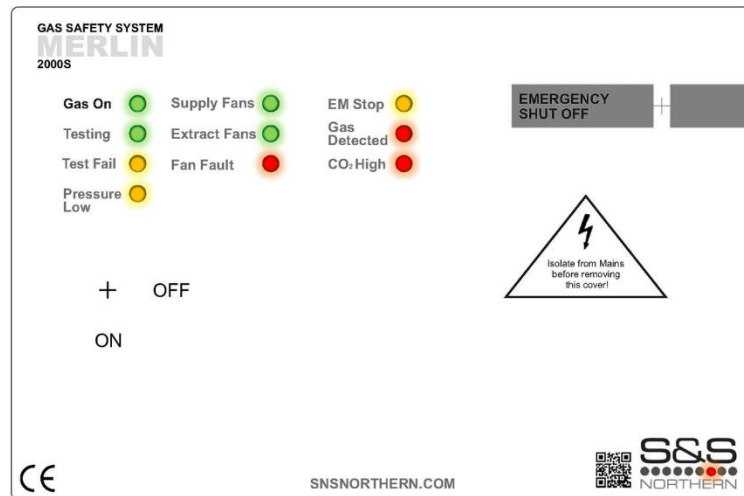 GAS SAFETY SYSTEM
MERLIN
2000S
Gas On
Testing
Test Fail
Pressure
Low
Supply Fans
Extract Fans
Fan Fault
EM Stop
Gas
Detected
CO₂ High
EMERGENCY
SHUT OFF
Isolate from Mains
before removing
this cover!
OFF
ON
CE
SNSNORTHERN.COM
S&S
NORTHERN